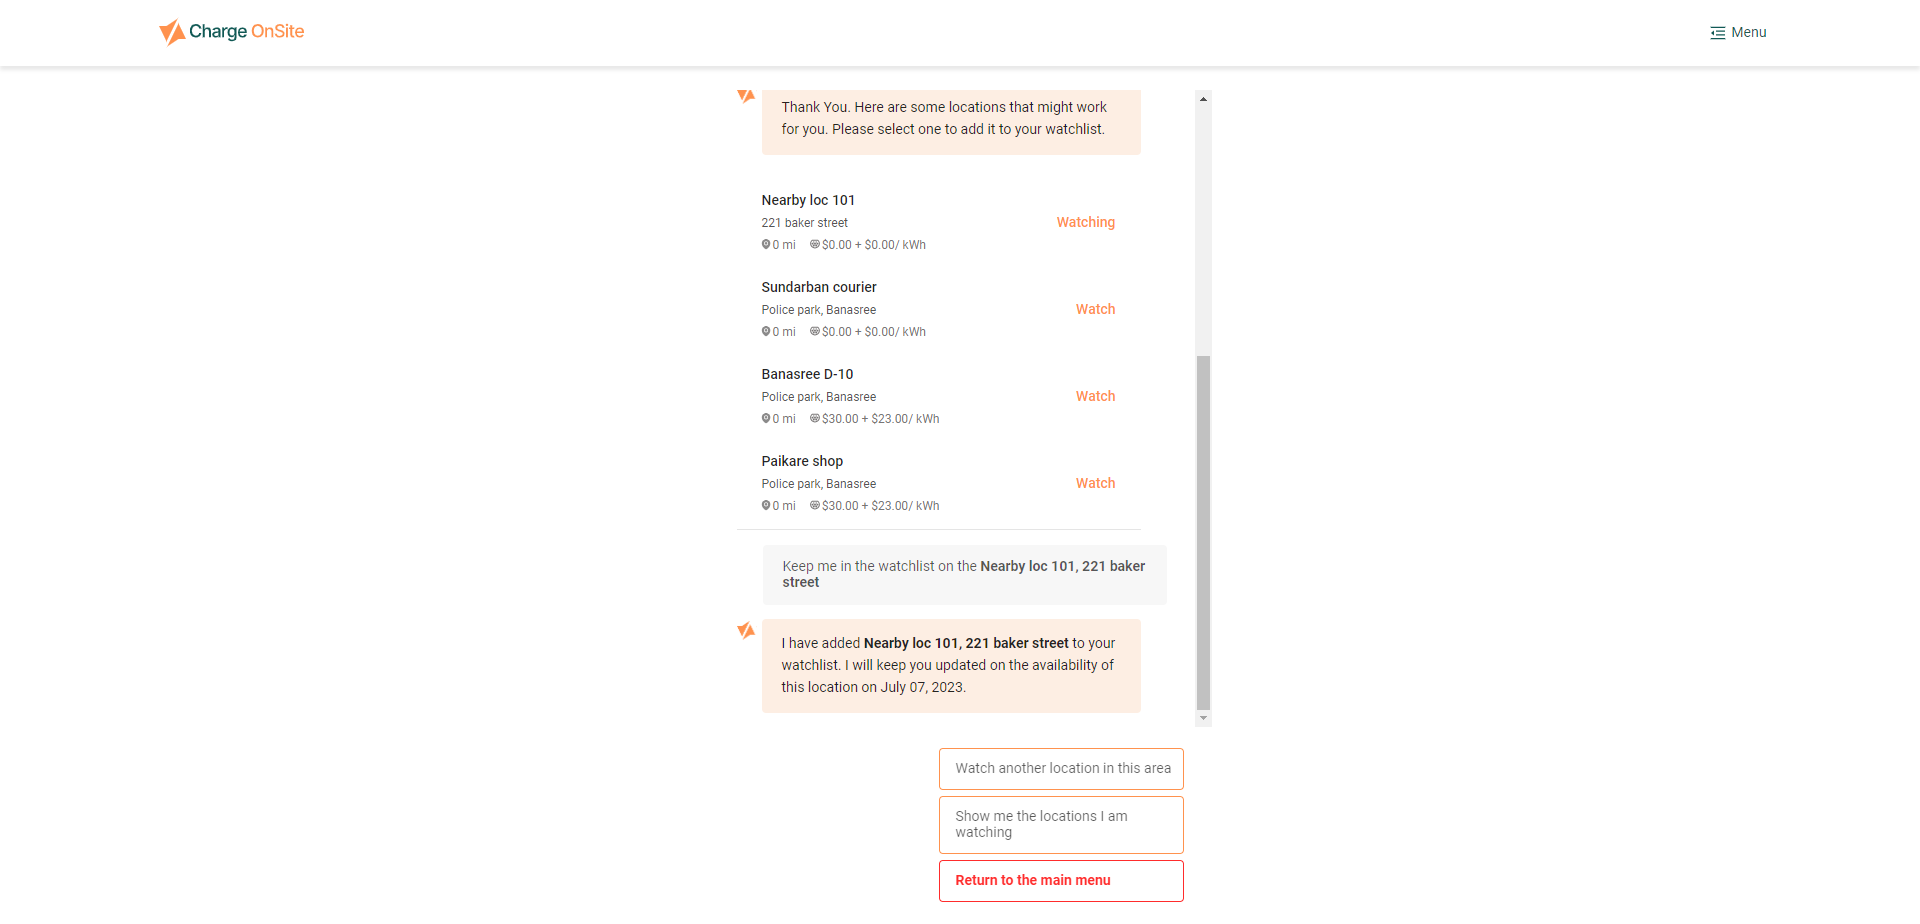 Charge OnSite
Menu
Thank You. Here are some locations that might work
for you. Please select one to add it to your watchlist.
Nearby loc 101
221 baker street
Watching
0 mi $0.00 + $0.00/ kWh
Sundarban courier
Police park, Banasree
Watch
0 mi $0.00 + $0.00/ kWh
Banasree D-10
Police park, Banasree
Watch
0 mi $30.00 + $23.00/ kWh
Paikare shop
Police park, Banasree
Watch
0 mi $30.00 + $23.00/ kWh
Keep me in the watchlist on the Nearby loc 101, 221 baker
street
I have added Nearby loc 101, 221 baker street to your
watchlist. I will keep you updated on the availability of
this location on July 07, 2023.
Watch another location in this area
Show me the locations I am
watching
Return to the main menu